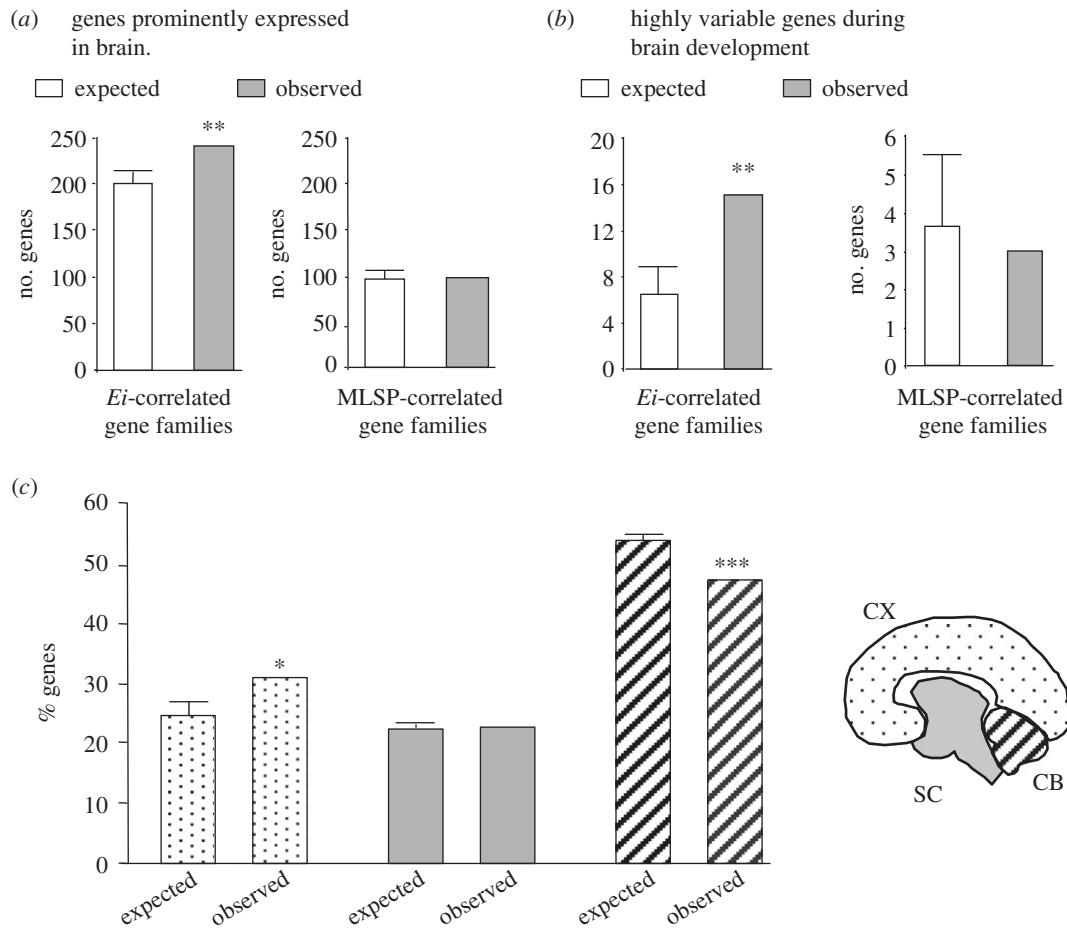 (a) genes prominently expressed
in brain.
expected observed
no. genes
250
200
150
100
50
0
**
Ei-correlated
gene families
no. genes
250
200
150
100
50
0
MLSP-correlated
gene families
(b) highly variable genes during
brain development
expected observed
no. genes
20
16
12
8
4
0
**
Ei-correlated
gene families
no. genes
6
5
4
3
2
1
0
MLSP-correlated
gene families
(c)
% genes
60
50
40
30
20
10
0
*
***
expected observed expected observed expected observed
CX
SC
CB